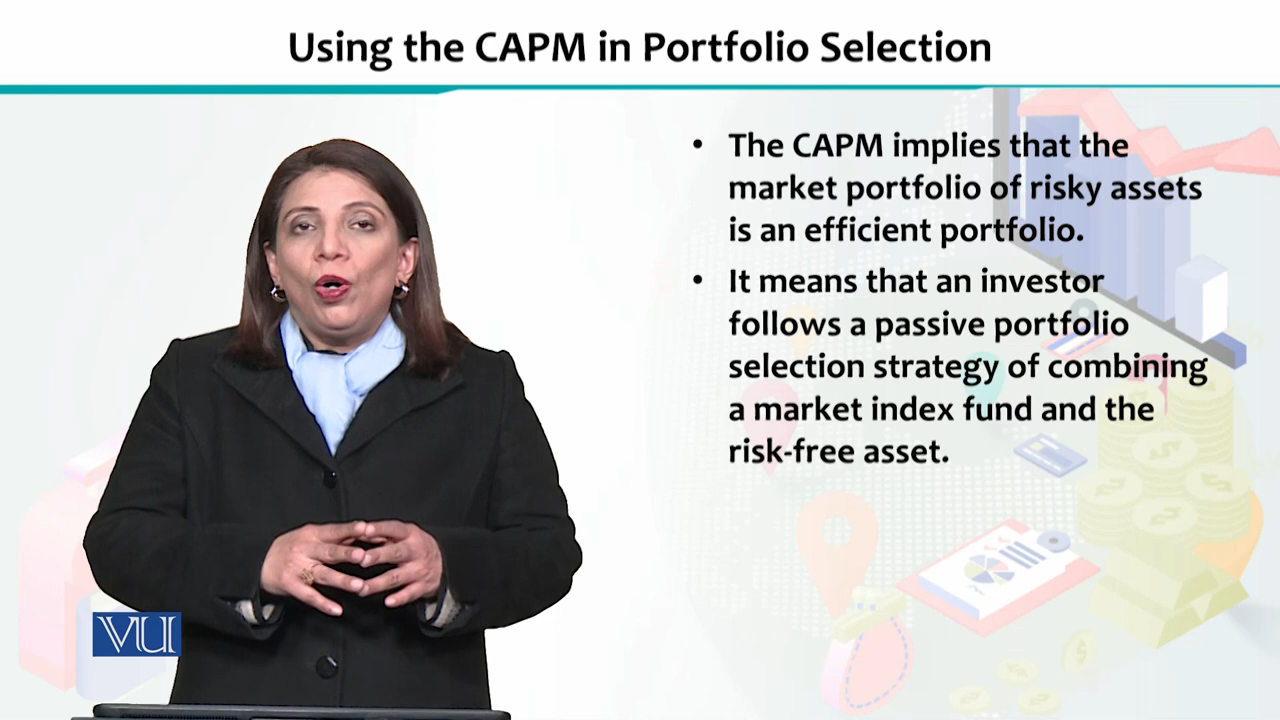 Using the CAPM in Portfolio Selection
• The CAPM implies that the
market portfolio of risky assets
is an efficient portfolio.
• It means that an investor
follows a passive portfolio
selection strategy of combining
a market index fund and the
risk-free asset.
VU